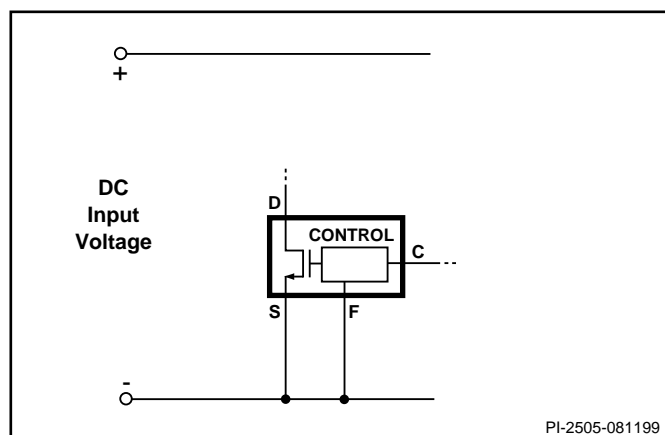 +
DC
Input
Voltage
D
CONTROL
C
S
F
-
PI-2505-081199